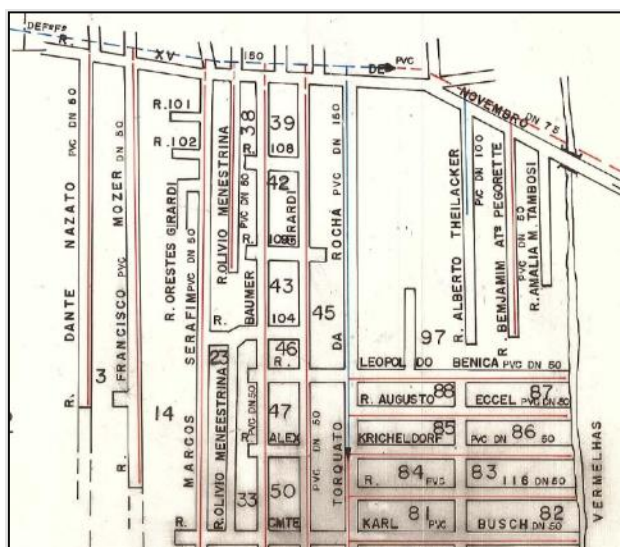 DEFºFº
R. XV 150 DE PVC
NOVEMBRO DN 75
R. DANTE NAZATO PVC DN 50
R. FRANCISCO MOZER PVC DN 50
3
14
R.101
R.102
R. ORESTES GIRARDI
R. MARCOS SERAFIM PVC DN 50
R. OLIVIO MENESTRINA
R. OLIVIO MENEESTRINA
23
38
39
R. 108
42
R. 109
43
R. 104
46
R.
47
R. ALEX
50
33
R. CMTE
BAUMER
PVC DN 50
PVC DN 50
GIRARDI
PVC DN 50
45
TORQUATO DA ROCHA PVC DN 150
97
R. ALBERTO THEILACKER
PVC DN 100
R. BEMJAMIM ATº PEGORETTE
PVC DN 50
R. AMALIA M. TAMBOSI
LEOPOLDO BENICA PVC DN 50
88
87
R. AUGUSTO ECCEL PVC DN 50
85
86
KRICHELDORF PVC DN 50
R. 84 PVC 83 116 DN 50
81
82
KARL PVC BUSCH DN 50
VERMELHAS